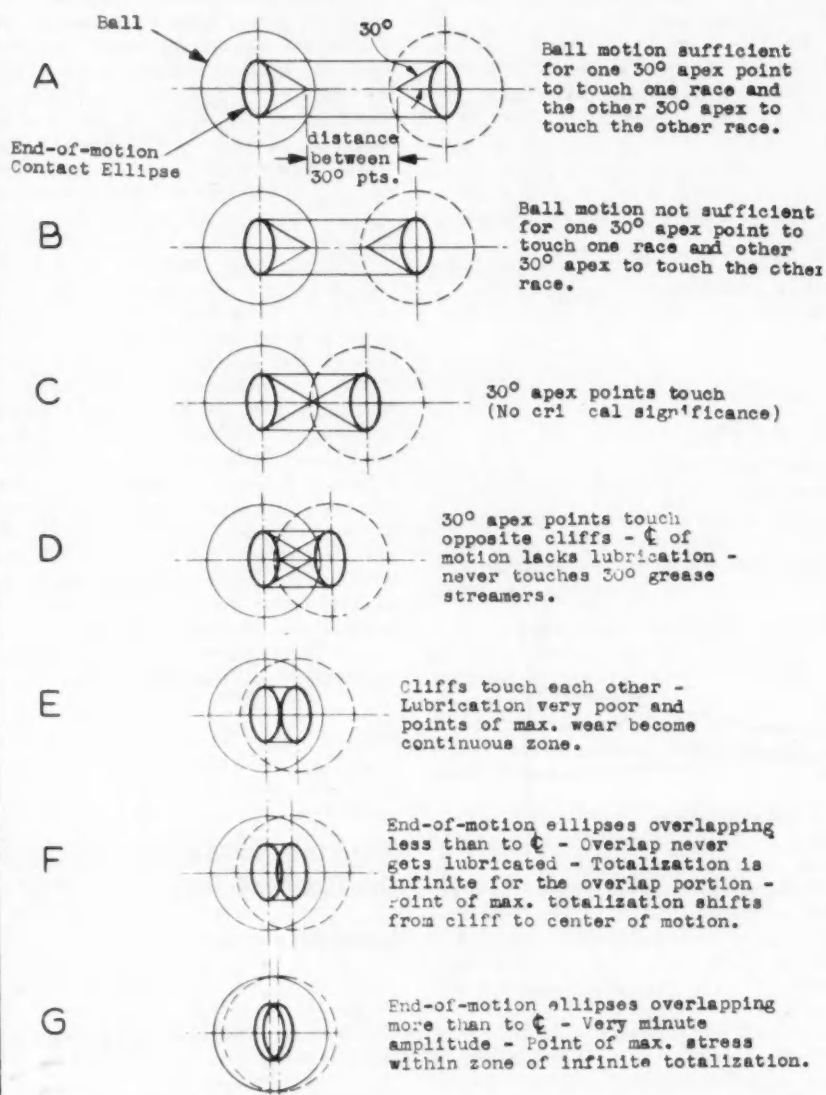 Ball
30°
A
Ball motion sufficient
for one 30° apex point
to touch one race and
the other 30° apex to
touch the other race.
End-of-motion
Contact Ellipse
distance
between
30° pts.
B
Ball motion not sufficient
for one 30° apex point to
touch one race and other
30° apex to touch the other
race.
C
30° apex points touch
(No cri cal significance)
D
30° apex points touch
opposite cliffs - ℄ of
motion lacks lubrication -
never touches 30° grease
streamers.
E
Cliffs touch each other -
Lubrication very poor and
points of max. wear become
continuous zone.
F
End-of-motion ellipses overlapping
less than to ℄ - Overlap never
gets lubricated - Totalization is
infinite for the overlap portion -
Point of max. totalization shifts
from cliff to center of motion.
G
End-of-motion ellipses overlapping
more than to ℄ - Very minute
amplitude - Point of max. stress
within zone of infinite totalization.